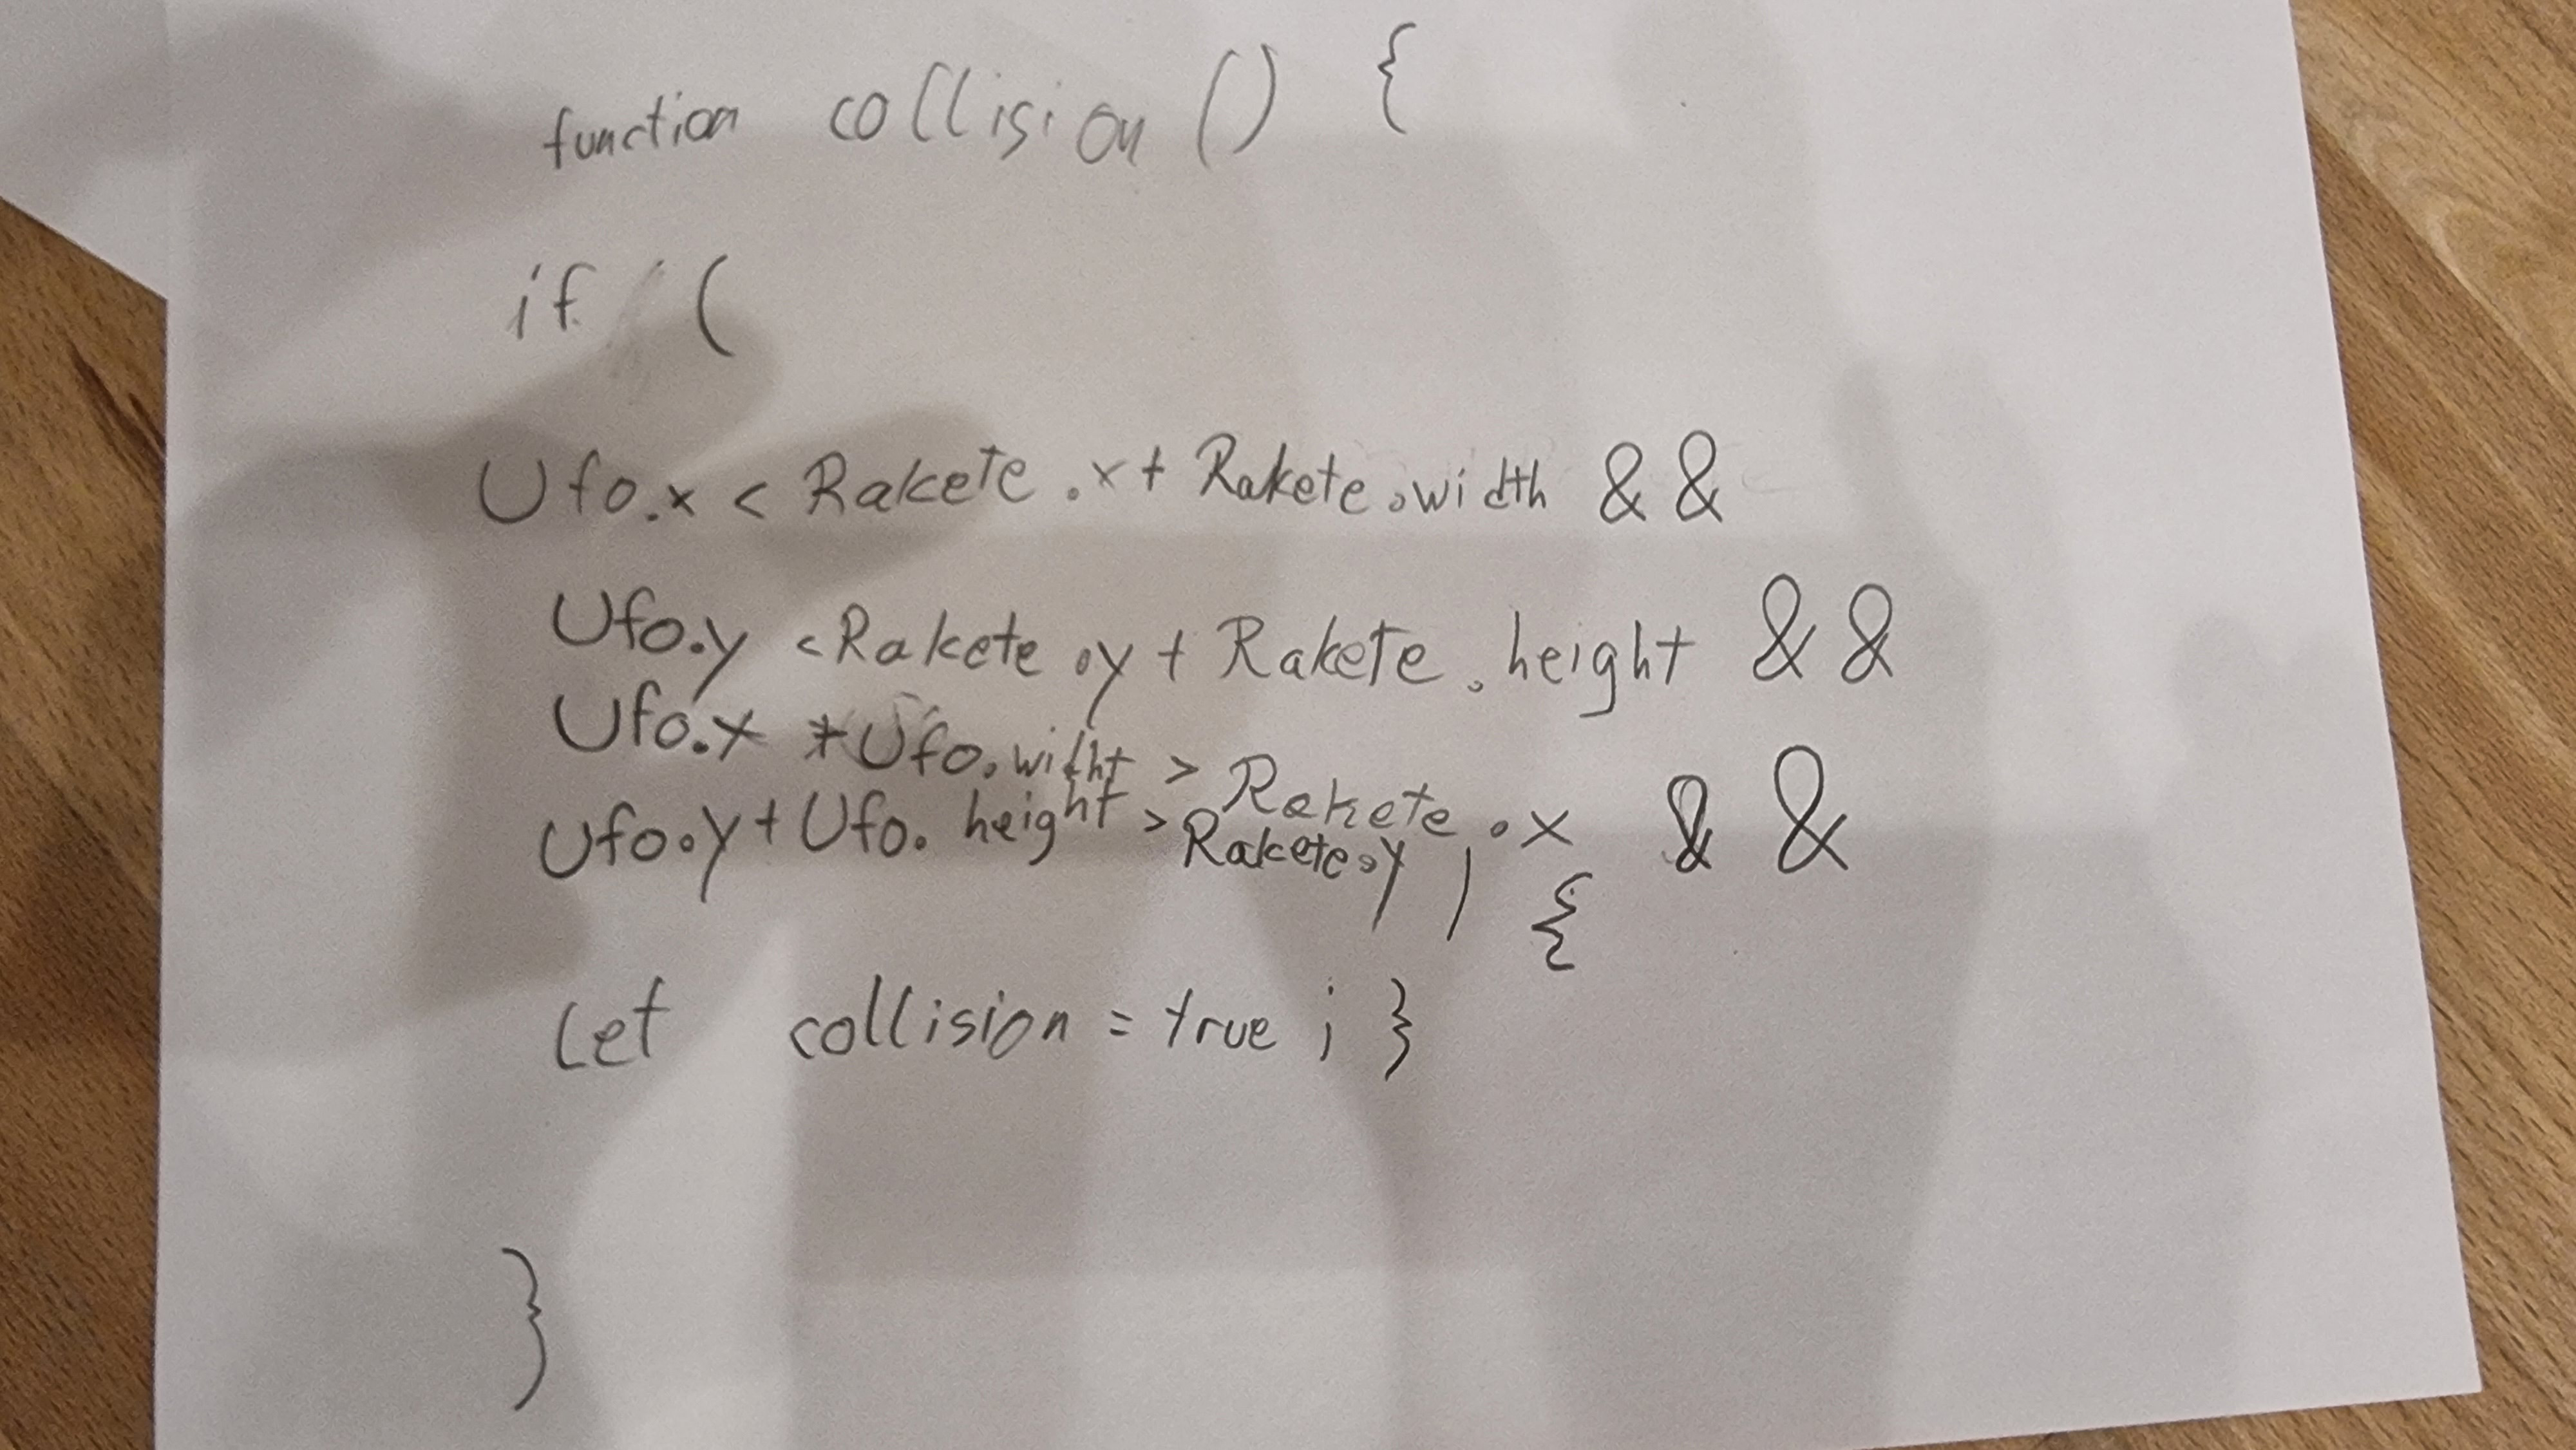 function collision () {
if (
Ufo.x < Rakete.x + Rakete.width &&
Ufo.y < Rakete.y + Rakete.height &&
Ufo.x + Ufo.widht > Rakete.x &&
Ufo.y + Ufo.height > Rakete.y ) {
let collision = true ; }
}